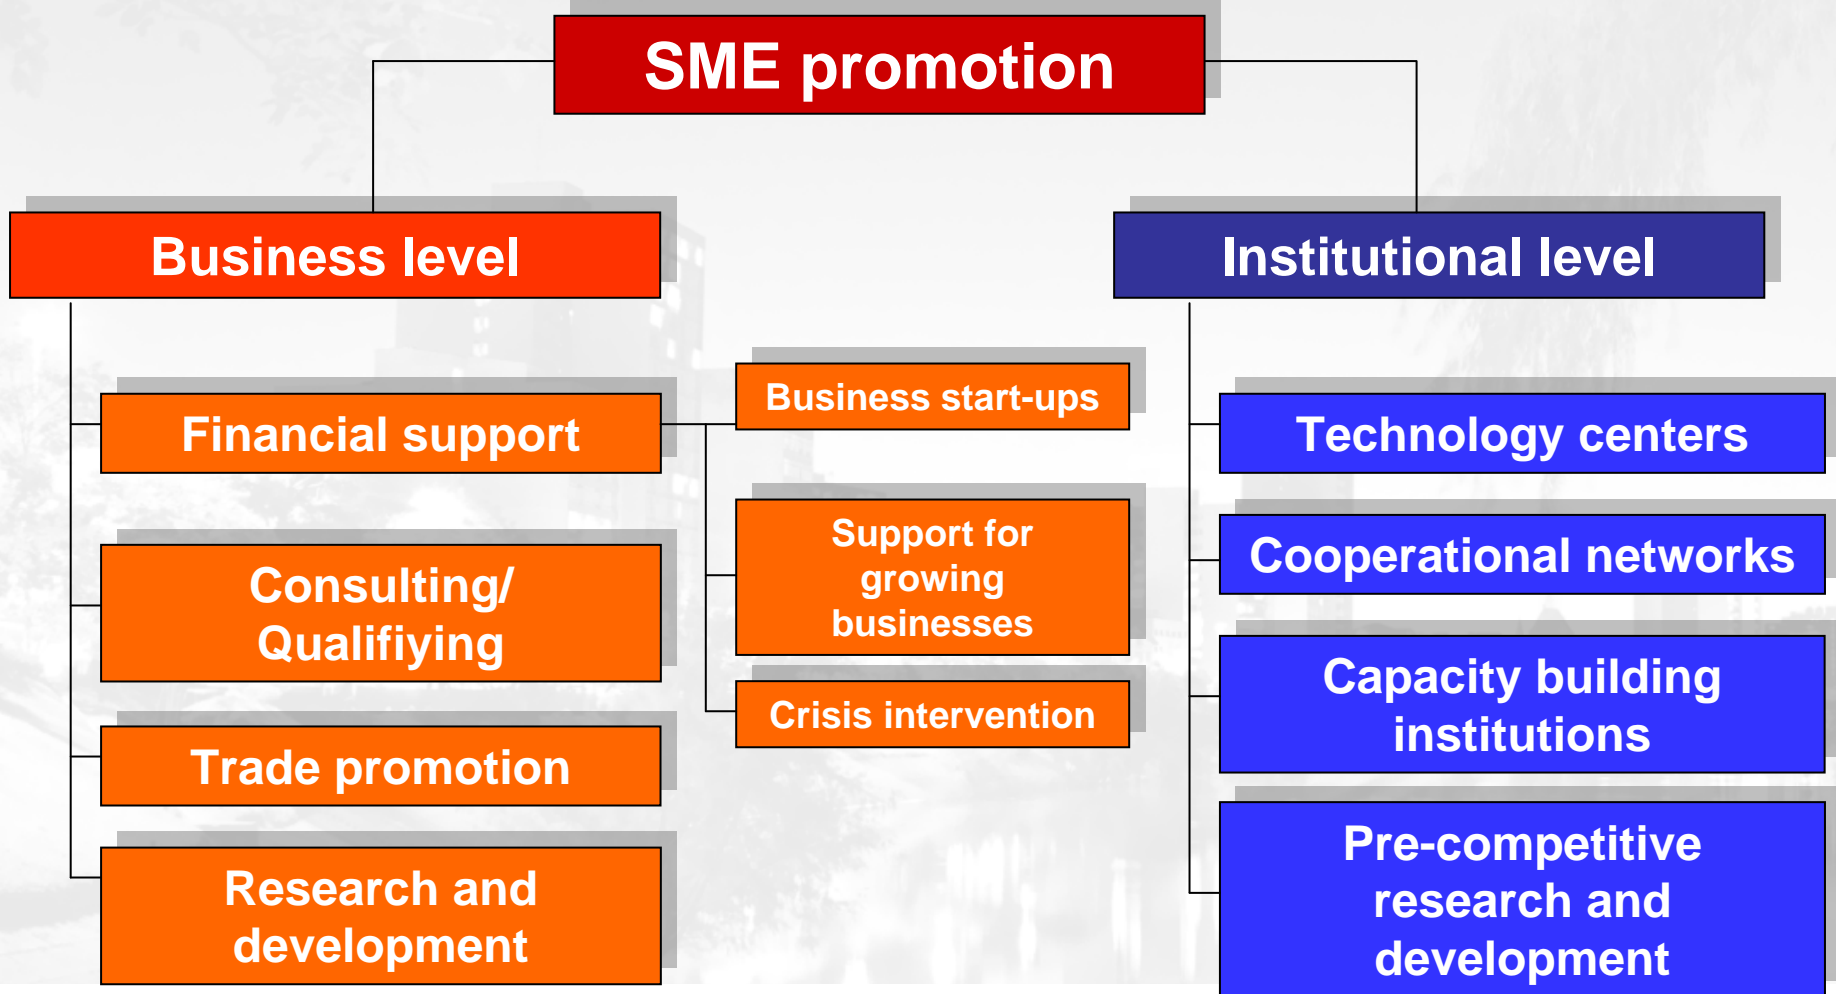 SME promotion
Business level
Financial support
Consulting/
Qualifiying
Trade promotion
Research and
development
Business start-ups
Support for
growing
businesses
Crisis intervention
Institutional level
Technology centers
Cooperational networks
Capacity building
institutions
Pre-competitive
research and
development